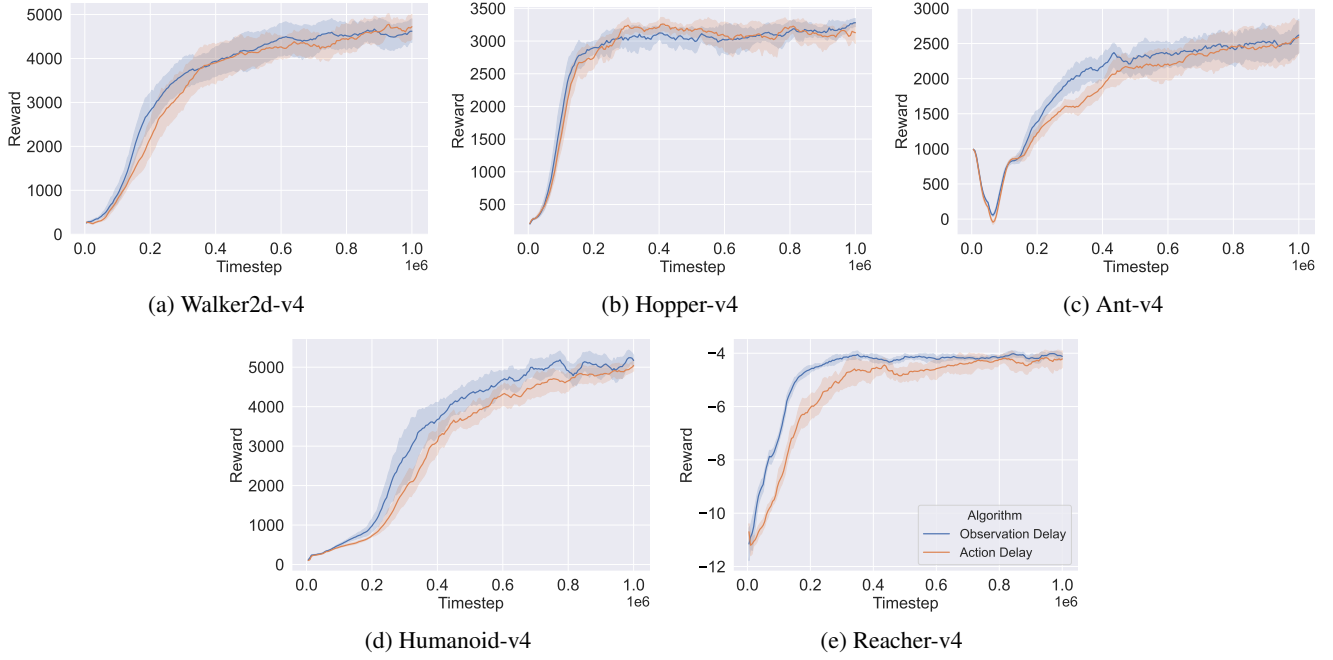 5000
4000
3000
2000
1000
0
Reward
0.0 0.2 0.4 0.6 0.8 1.0
Timestep
1e6
(a) Walker2d-v4
3500
3000
2500
2000
1500
1000
500
Reward
0.0 0.2 0.4 0.6 0.8 1.0
Timestep
1e6
(b) Hopper-v4
3000
2500
2000
1500
1000
500
0
Reward
0.0 0.2 0.4 0.6 0.8 1.0
Timestep
1e6
(c) Ant-v4
5000
4000
3000
2000
1000
0
Reward
0.0 0.2 0.4 0.6 0.8 1.0
Timestep
1e6
(d) Humanoid-v4
−4
−6
−8
−10
−12
Reward
Algorithm
Observation Delay
Action Delay
0.0 0.2 0.4 0.6 0.8 1.0
Timestep
1e6
(e) Reacher-v4